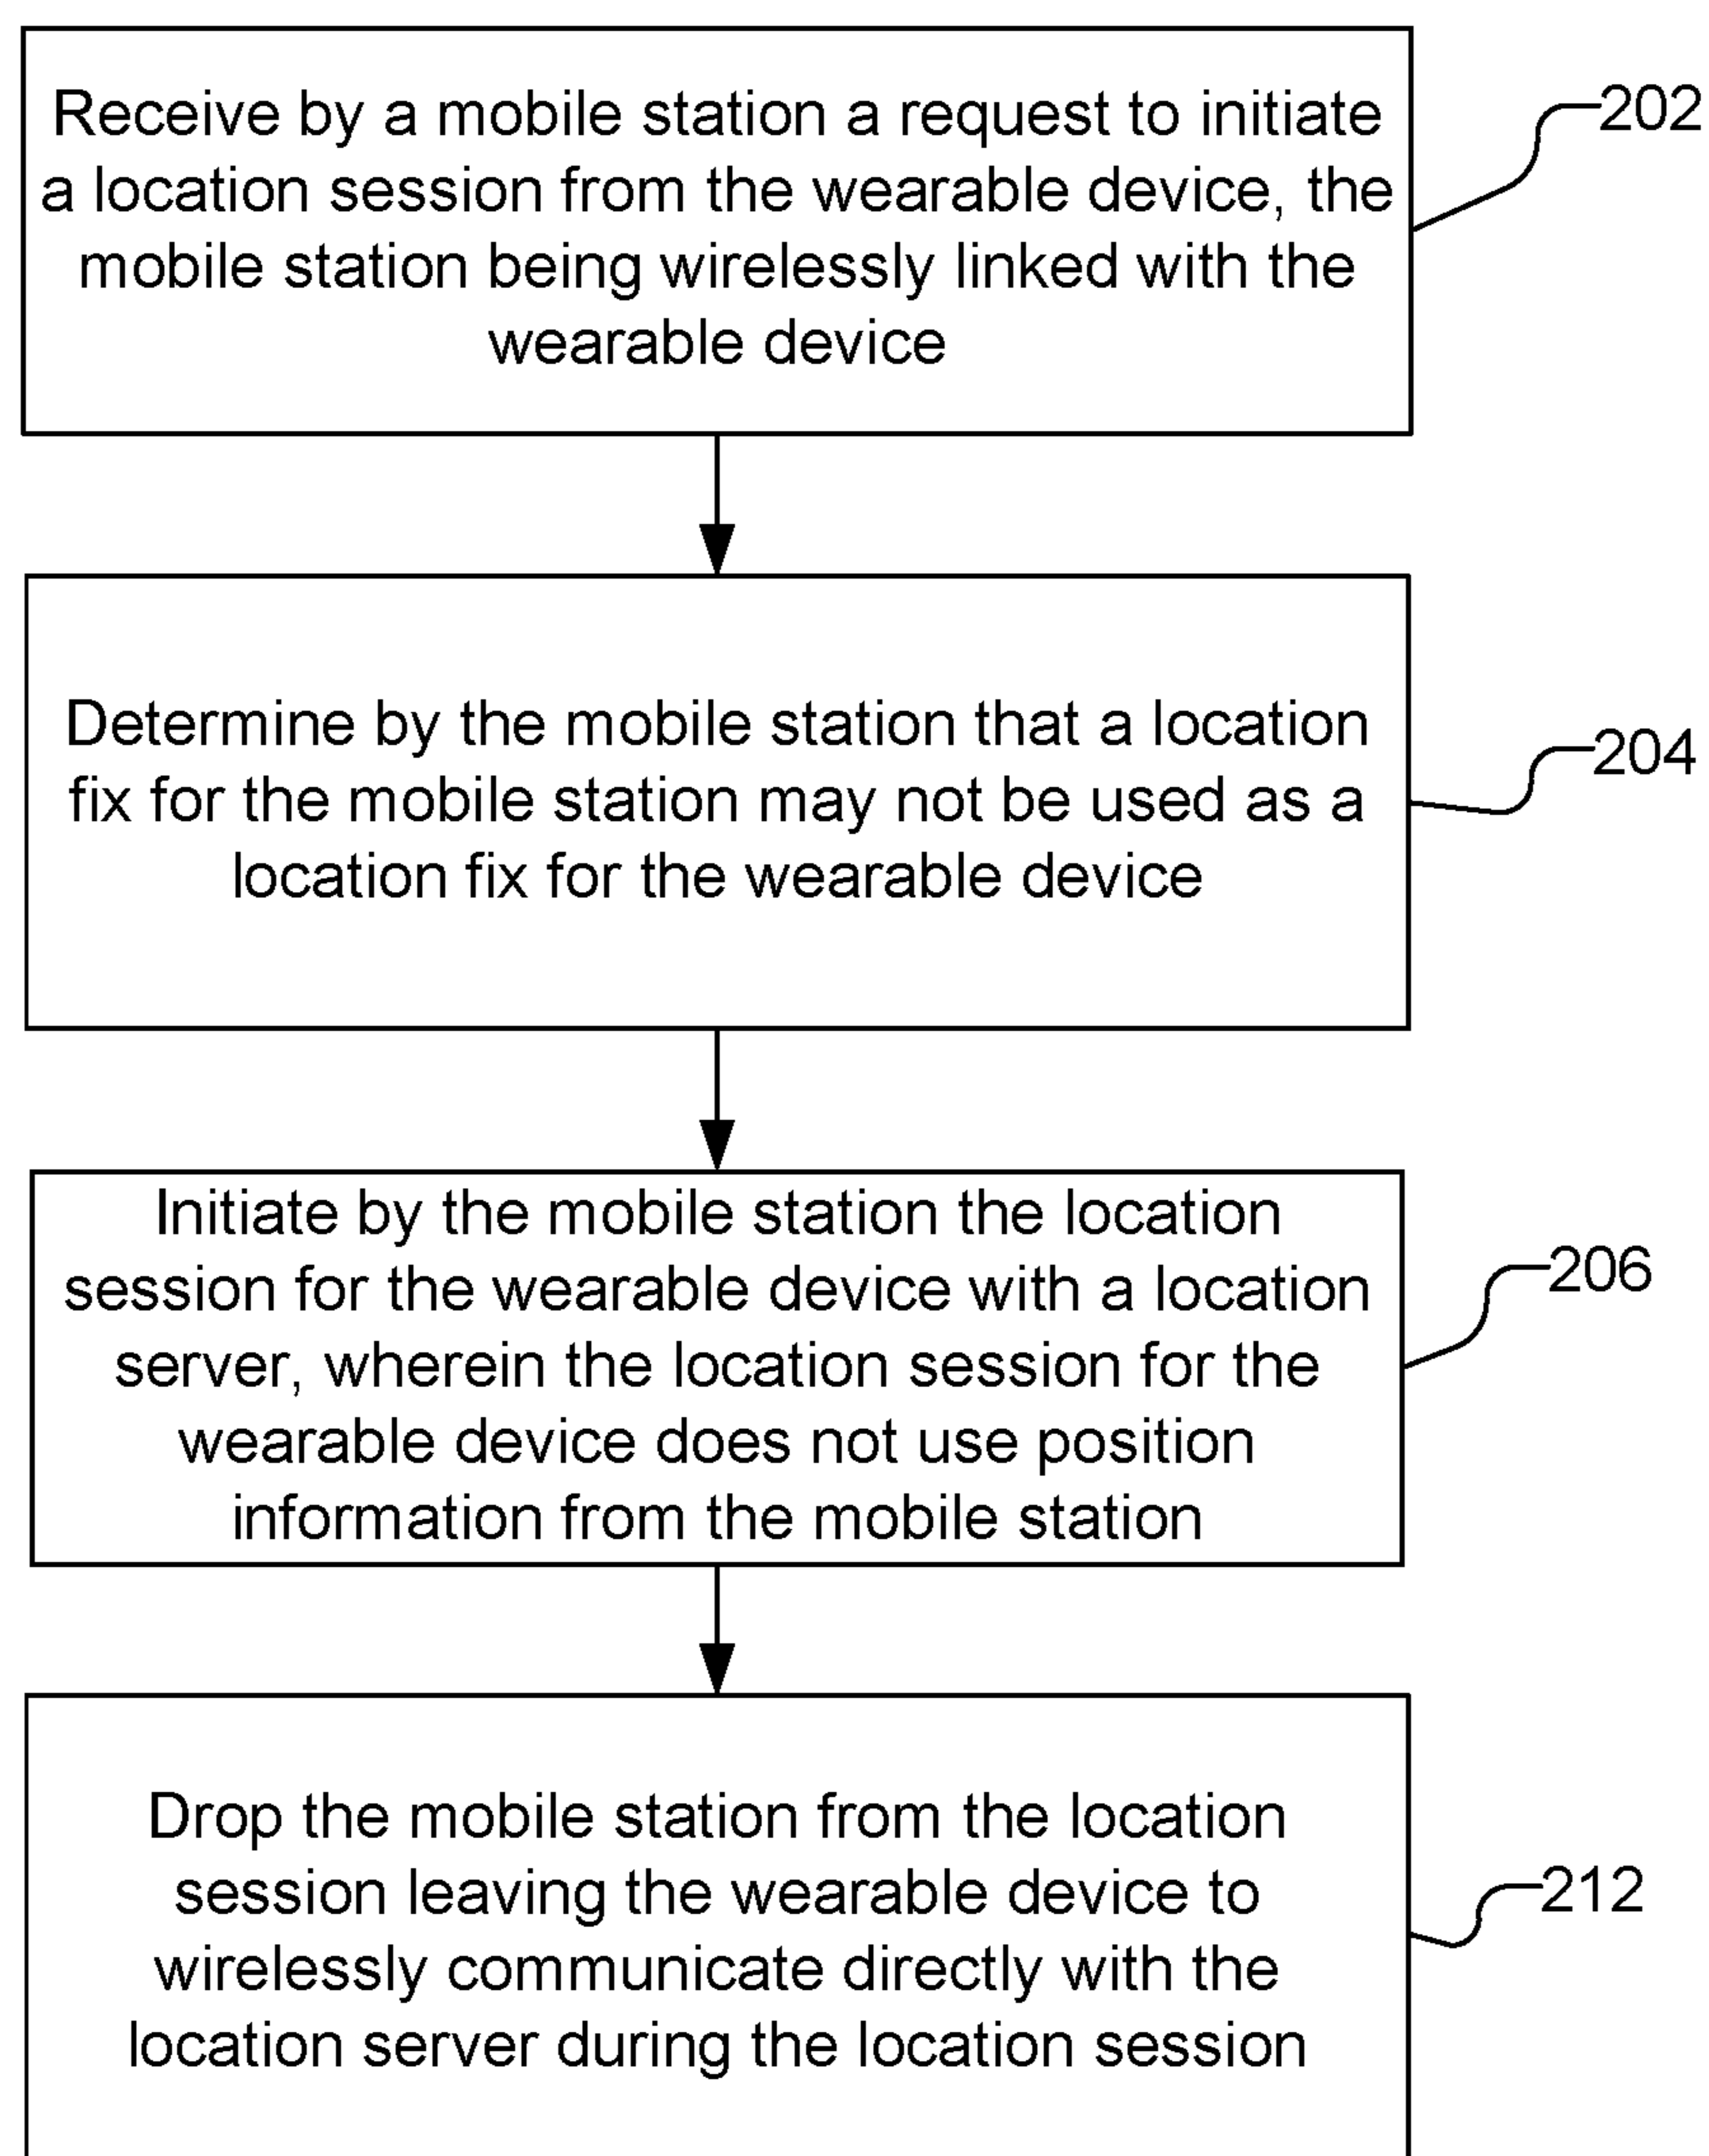 Receive by a mobile station a request to initiate
a location session from the wearable device, the
mobile station being wirelessly linked with the
wearable device
202
Determine by the mobile station that a location
fix for the mobile station may not be used as a
location fix for the wearable device
204
Initiate by the mobile station the location
session for the wearable device with a location
server, wherein the location session for the
wearable device does not use position
information from the mobile station
206
Drop the mobile station from the location
session leaving the wearable device to
wirelessly communicate directly with the
location server during the location session
212